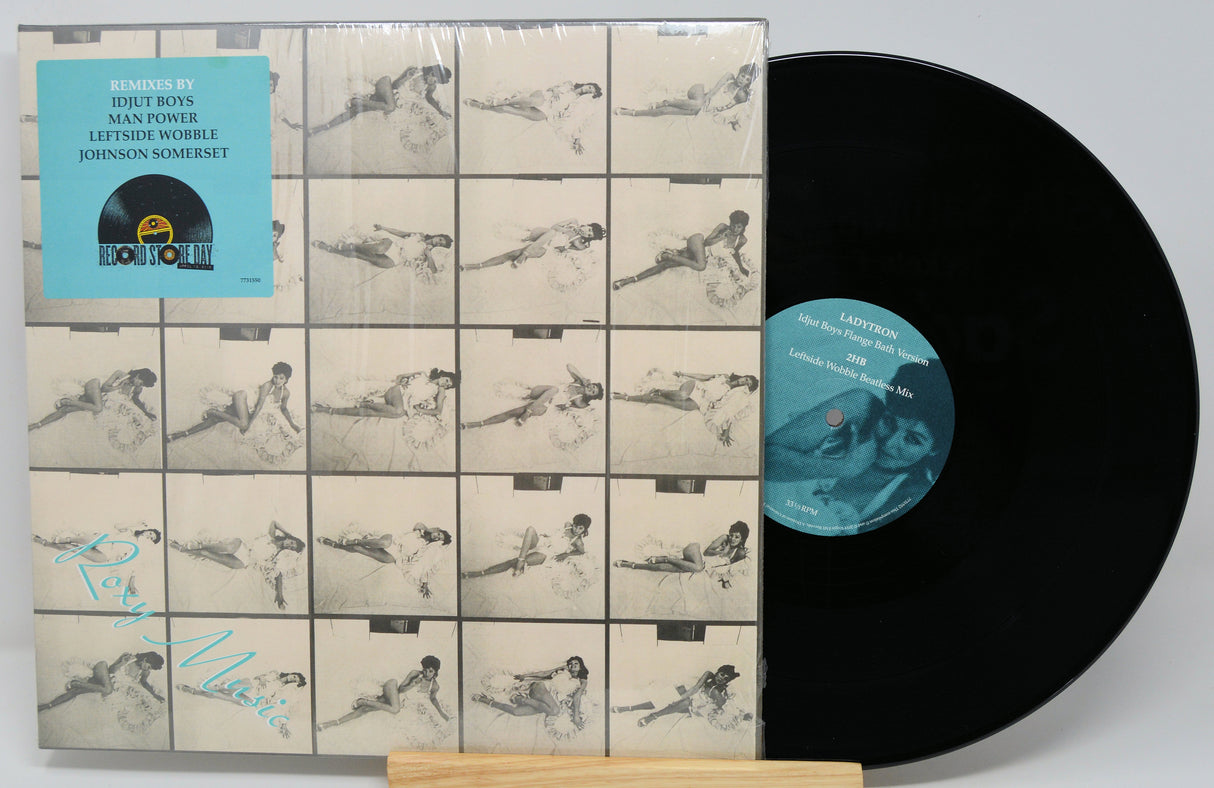 REMIXES BY
IDJUT BOYS
MAN POWER
LEFTSIDE WOBBLE
JOHNSON SOMERSET
RECORD STORE DAY
7731550
Roxy Music
LADYTRON
Idjut Boys Flange Bath Version
2HB
Leftside Wobble Beatless Mix
33⅓ RPM